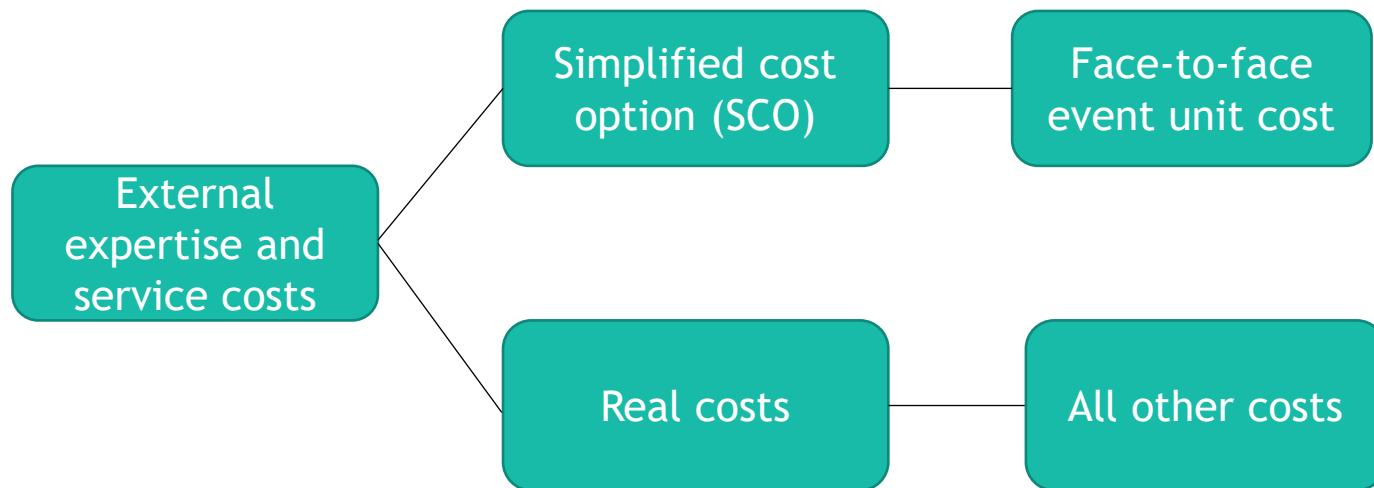 External
expertise and
service costs
Simplified cost
option (SCO)
Face-to-face
event unit cost
Real costs
All other costs